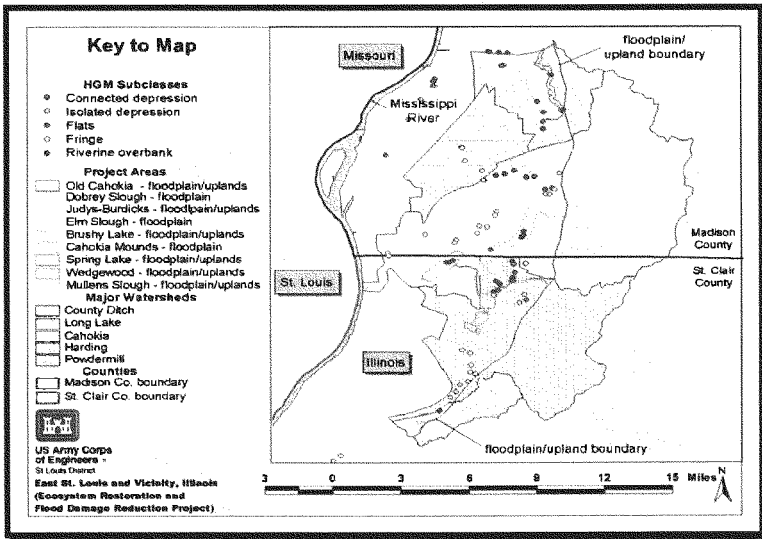 Key to Map
HGM Subclasses
Connected depression
Isolated depression
Flats
Fringe
Riverine overbank
Project Areas
Old Cahokia - floodplain/uplands
Dobrey Slough - floodplain
Judys-Burdicks - floodlpain/uplands
Elm Slough - floodplain
Brushy Lake - floodplain/uplands
Cahokia Mounds - floodplain
Spring Lake - floodplain/uplands
Wedgewood - floodplain/uplands
Mullens Slough - floodplain/uplands
Major Watersheds
County Ditch
Long Lake
Cahokia
Harding
Powdermill
Counties
Madison Co. boundary
St. Clair Co. boundary
US Army Corps
of Engineers -
St Louis District
East St. Louis and Vicinity, Illinois
(Ecosystem Restoration and
Flood Damage Reduction Project)
Missouri
floodplain/
upland boundary
Mississippi
River
Madison
County
St. Clair
County
St. Louis
Illinois
floodplain/upland boundary
3 0 3 6 9 12 15 Miles
N